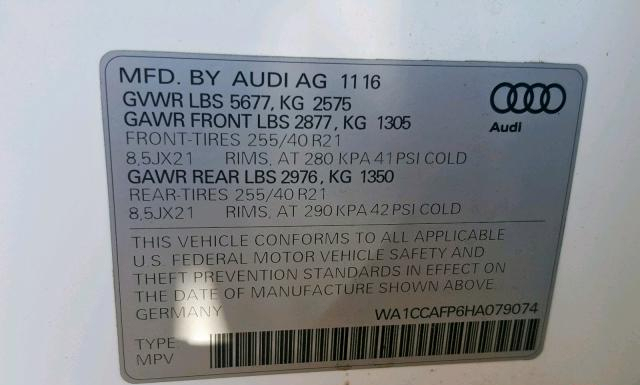 MFD. BY AUDI AG 1116
GVWR LBS 5677, KG 2575
GAWR FRONT LBS 2877, KG 1305
FRONT-TIRES 255/40 R21
8,5JX21 RIMS, AT 280 KPA 41 PSI COLD
GAWR REAR LBS 2976, KG 1350
REAR-TIRES 255/40 R21
8,5JX21 RIMS, AT 290 KPA 42 PSI COLD
Audi
THIS VEHICLE CONFORMS TO ALL APPLICABLE
U.S. FEDERAL MOTOR VEHICLE SAFETY AND
THEFT PREVENTION STANDARDS IN EFFECT ON
THE DATE OF MANUFACTURE SHOWN ABOVE.
GERMANY WA1CCAFP6HA079074
TYPE:
MPV